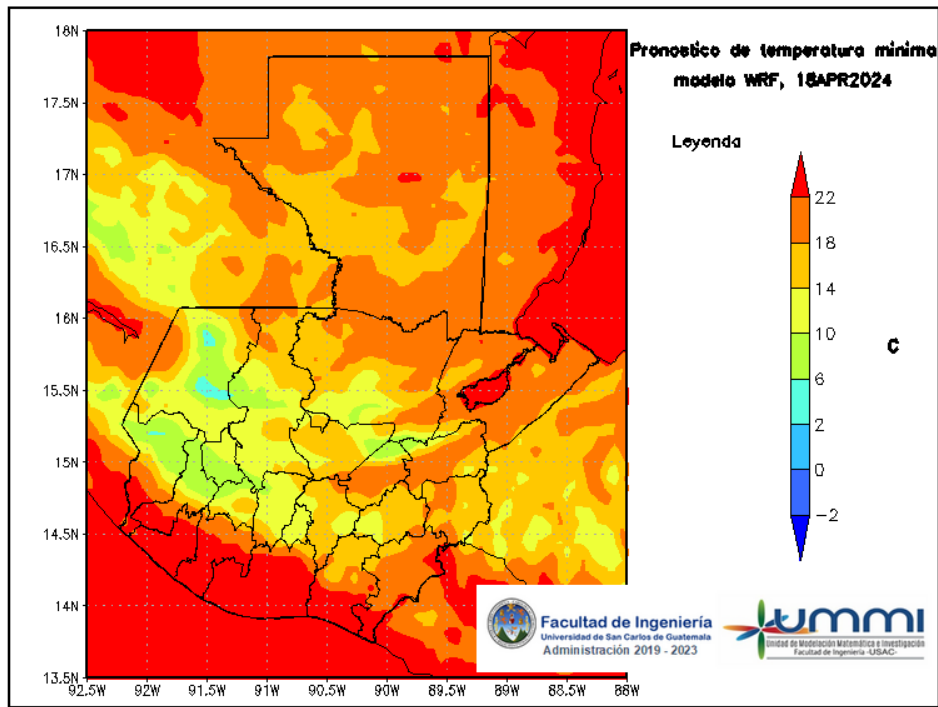 Pronostico de temperatura minima
modelo WRF, 18APR2024
Leyenda
22
18
14
10
6
2
0
−2
C
18N
17.5N
17N
16.5N
16N
15.5N
15N
14.5N
14N
13.5N
92.5W
92W
91.5W
91W
90.5W
90W
89.5W
89W
88.5W
88W
Facultad de Ingeniería
Universidad de San Carlos de Guatemala
Administración 2019 - 2023
ummi
Unidad de Modelación Matemática e Investigación
Facultad de Ingeniería -USAC-